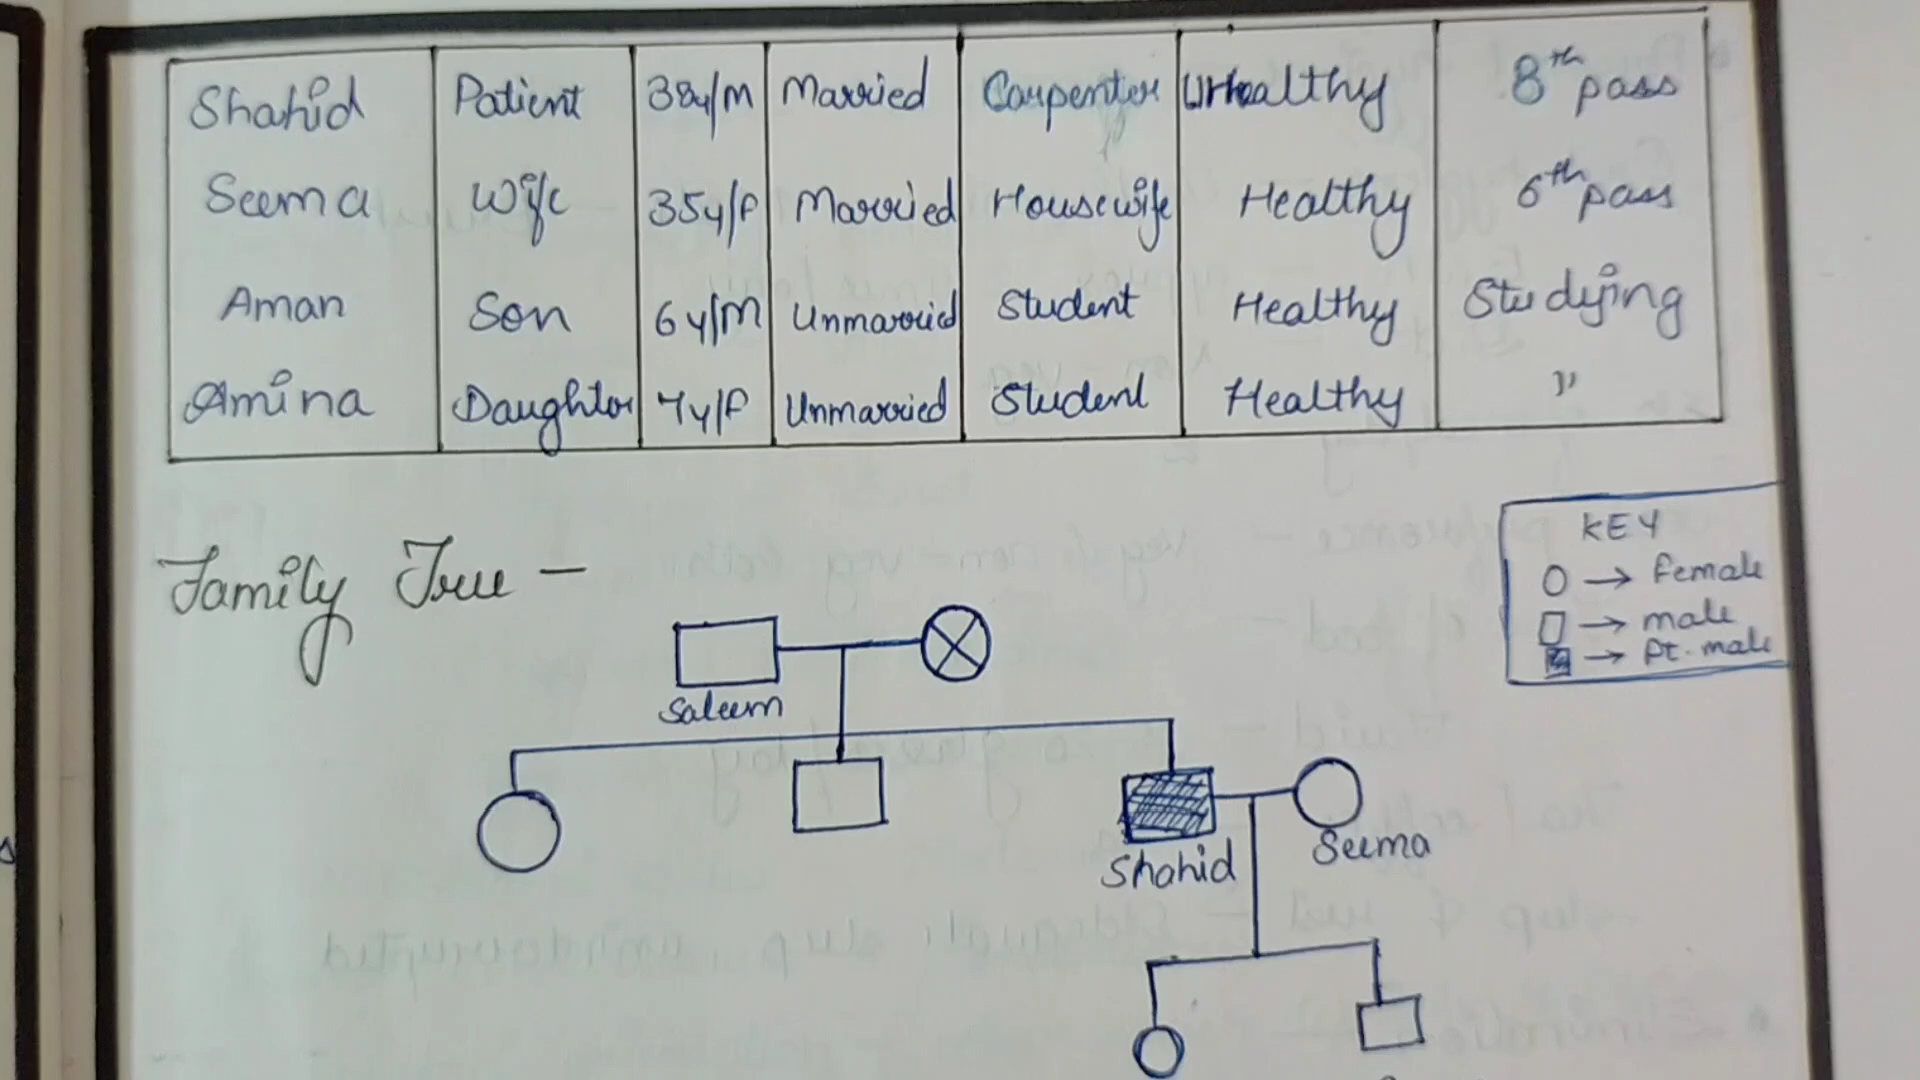 Shahid Patient 38y/M Married Carpenter Unhealthy 8th pass
Seema Wife 35y/F Married Housewife Healthy 6th pass
Aman Son 6y/M Unmarried Student Healthy Studying
Amina Daughter 7y/F Unmarried Student Healthy "
Family Tree -
KEY
→ Female
→ male
→ Pt. male
Saleem
Shahid
Seema